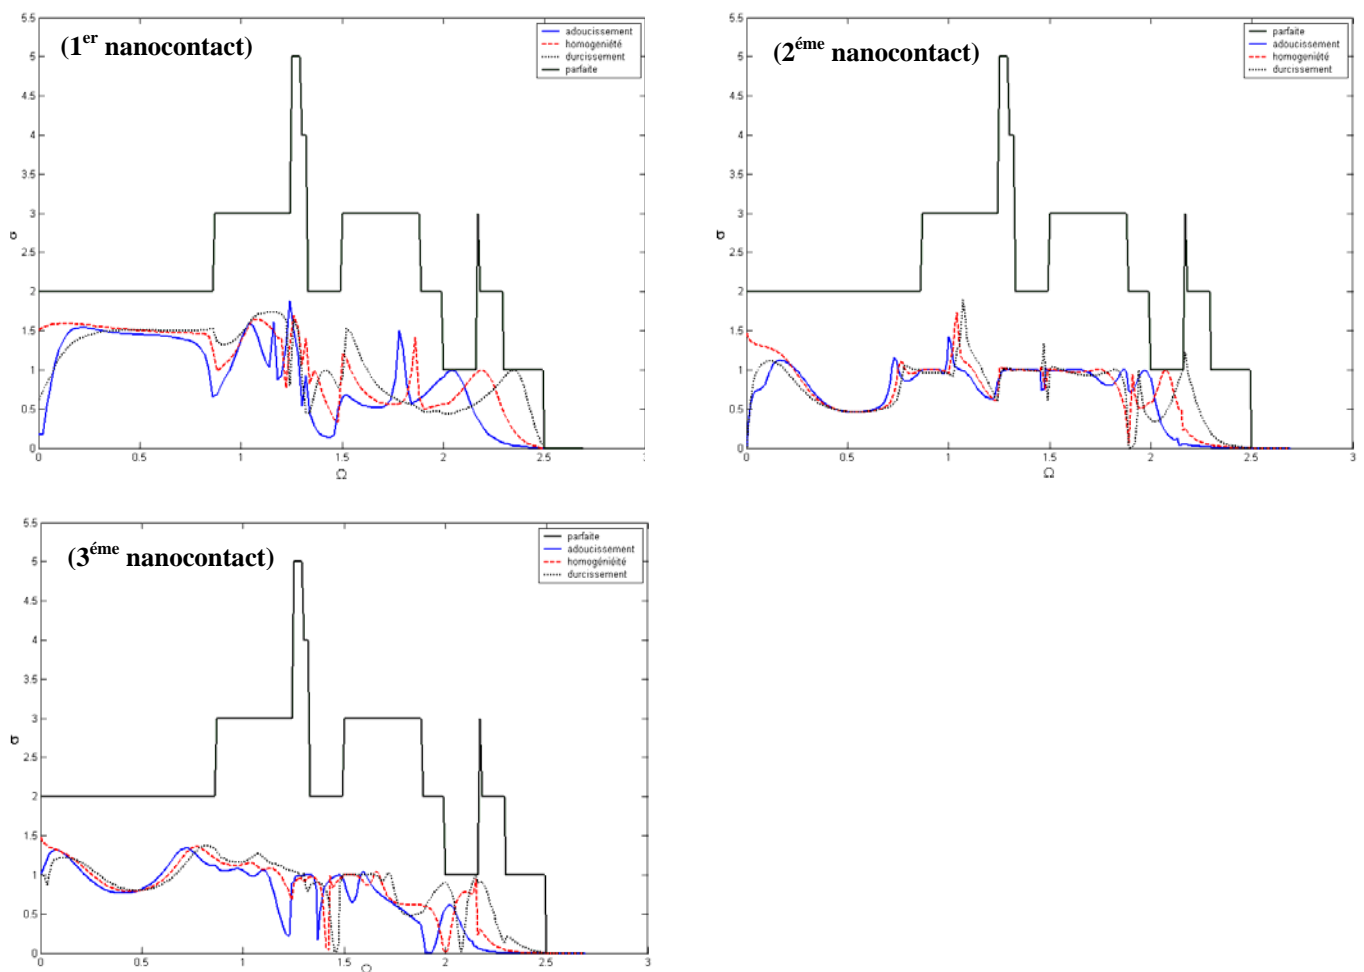 (1er nanocontact)
adoucissement
homogeniété
durcissement
parfaite
5.5
5
4.5
4
3.5
3
2.5
2
1.5
1
0.5
0
σ
0 0.5 1 1.5 2 2.5 3
Ω
(2éme nanocontact)
parfaite
adoucissement
homogeniété
durcissement
5.5
5
4.5
4
3.5
3
2.5
2
1.5
1
0.5
0
σ
0 0.5 1 1.5 2 2.5 3
Ω
(3éme nanocontact)
parfaite
adoucissement
homogéniéité
durcissement
5.5
5
4.5
4
3.5
3
2.5
2
1.5
1
0.5
0
σ
0 0.5 1 1.5 2 2.5 3
Ω